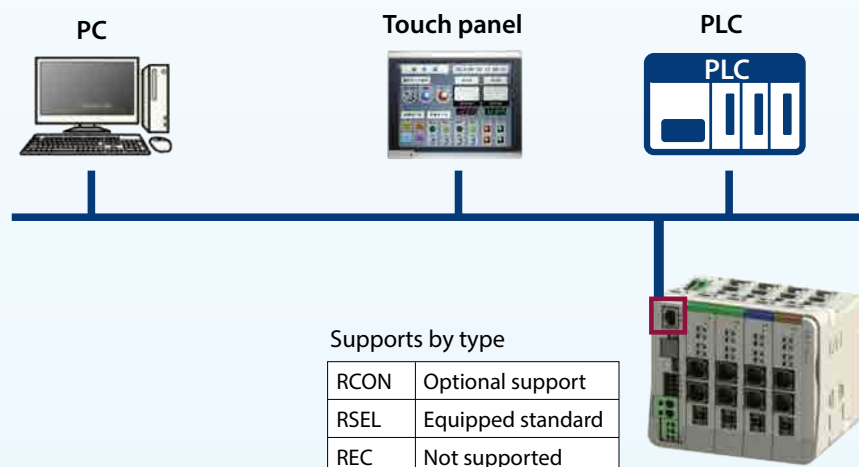 PC
Touch panel
PLC
PLC
Supports by type
RCON Optional support
RSEL Equipped standard
REC Not supported